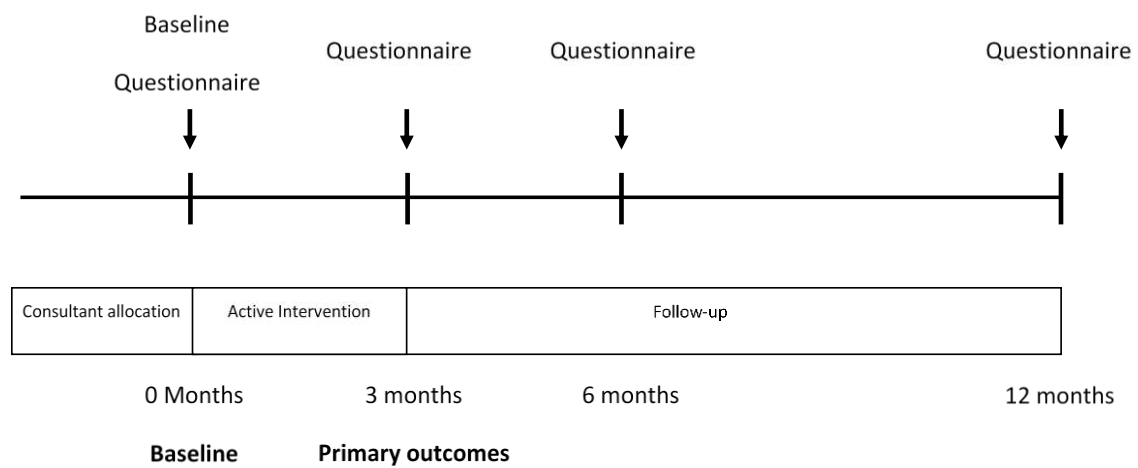 Baseline
Questionnaire
Questionnaire
Questionnaire
Questionnaire
Consultant allocation
Active Intervention
Follow-up
0 Months
3 months
6 months
12 months
Baseline
Primary outcomes